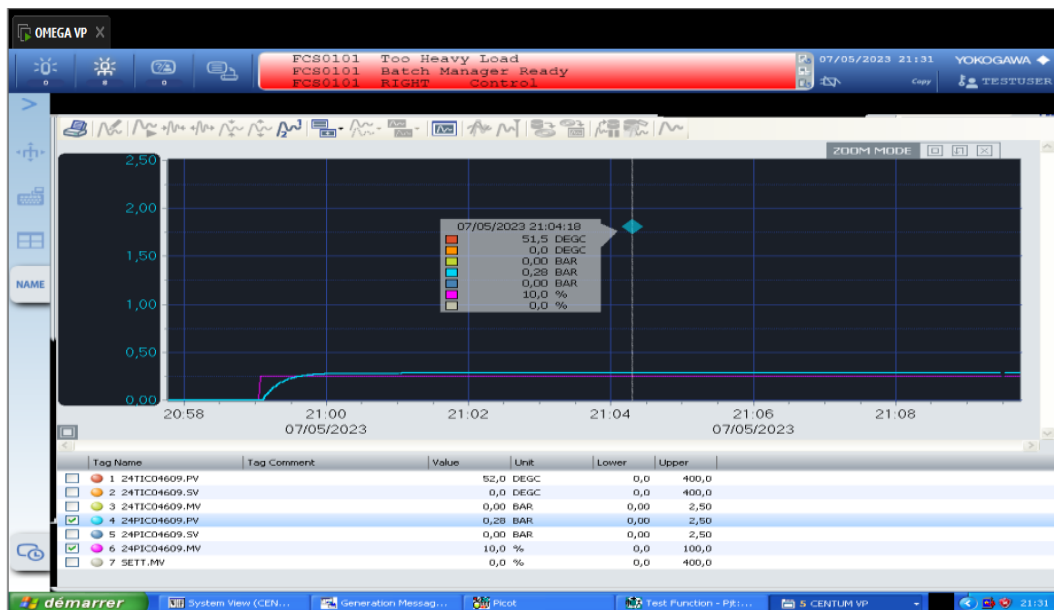 OMEGA VP X
FCS0101 Too Heavy Load
FCS0101 Batch Manager Ready
FCS0101 RIGHT Control
07/05/2023 21:31 YOKOGAWA
Copy TESTUSER
NAME
ZOOM MODE
2,50
2,00
1,50
1,00
0,50
0,00
07/05/2023 21:04:18
51,5 DEGC
0,0 DEGC
0,00 BAR
0,28 BAR
0,00 BAR
10,0 %
0,0 %
20:58 21:00 21:02 21:04 21:06 21:08
07/05/2023 07/05/2023
Tag Name Tag Comment Value Unit Lower Upper
1 24TIC04609.PV 52,0 DEGC 0,0 400,0
2 24TIC04609.SV 0,0 DEGC 0,0 400,0
3 24TIC04609.MV 0,00 BAR 0,00 2,50
4 24PIC04609.PV 0,28 BAR 0,00 2,50
5 24PIC04609.SV 0,00 BAR 0,00 2,50
6 24PIC04609.MV 10,0 % 0,0 100,0
7 SETT.MV 0,0 % 0,0 400,0
démarrer System View (CEN... Generation Messag... Picot Test Function - Pjt:... 5 CENTUM VP 21:31